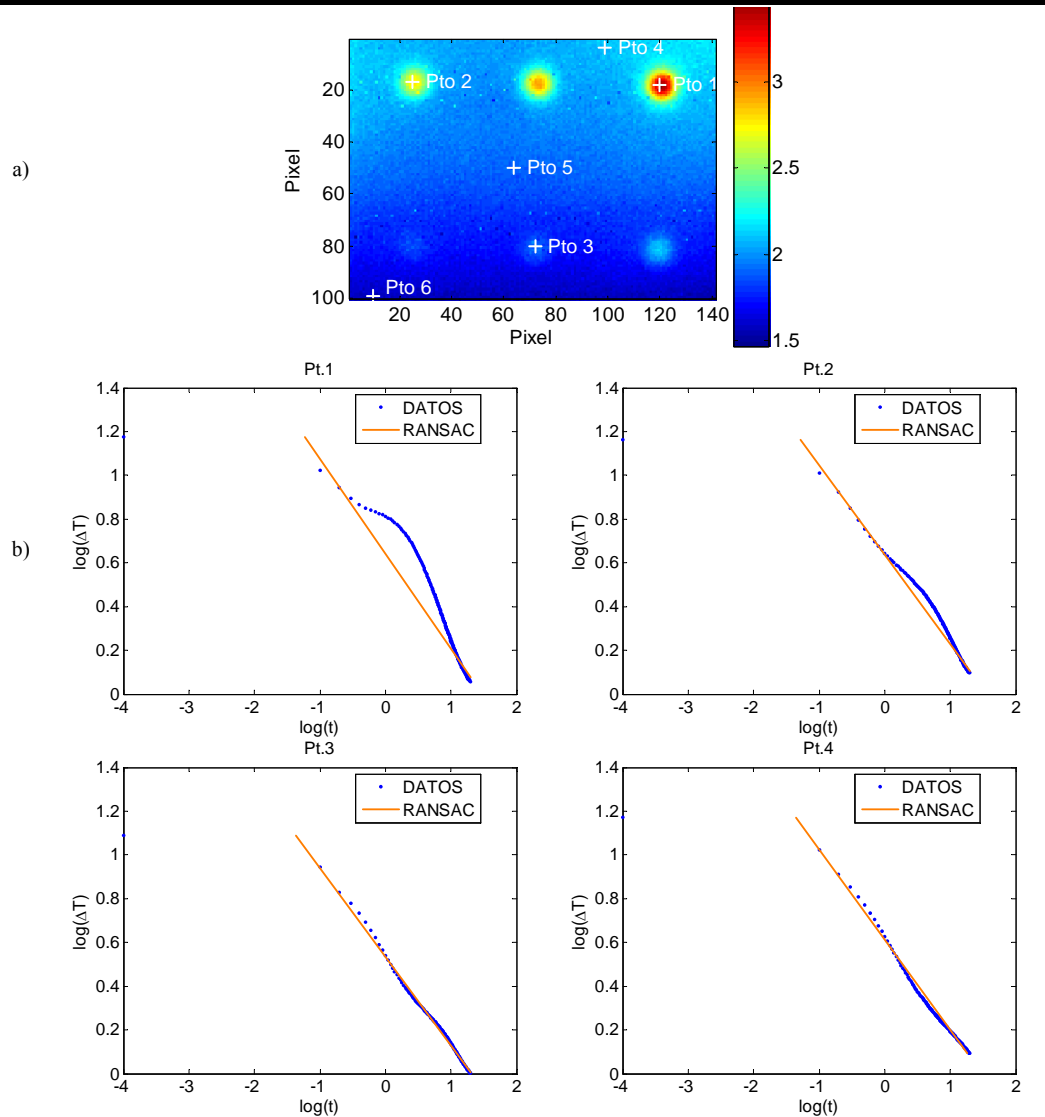 a)
Pto 4
Pto 2
Pto 1
Pto 5
Pto 3
Pto 6
20
40
60
80
100
Pixel
20 40 60 80 100 120 140
Pixel
3
2.5
2
1.5
b)
Pt.1
1.4
1.2
1
0.8
0.6
0.4
0.2
0
log(ΔT)
DATOS
RANSAC
-4 -3 -2 -1 0 1 2
log(t)
Pt.2
1.4
1.2
1
0.8
0.6
0.4
0.2
0
log(ΔT)
DATOS
RANSAC
-4 -3 -2 -1 0 1 2
log(t)
Pt.3
1.4
1.2
1
0.8
0.6
0.4
0.2
0
log(ΔT)
DATOS
RANSAC
-4 -3 -2 -1 0 1 2
log(t)
Pt.4
1.4
1.2
1
0.8
0.6
0.4
0.2
0
log(ΔT)
DATOS
RANSAC
-4 -3 -2 -1 0 1 2
log(t)